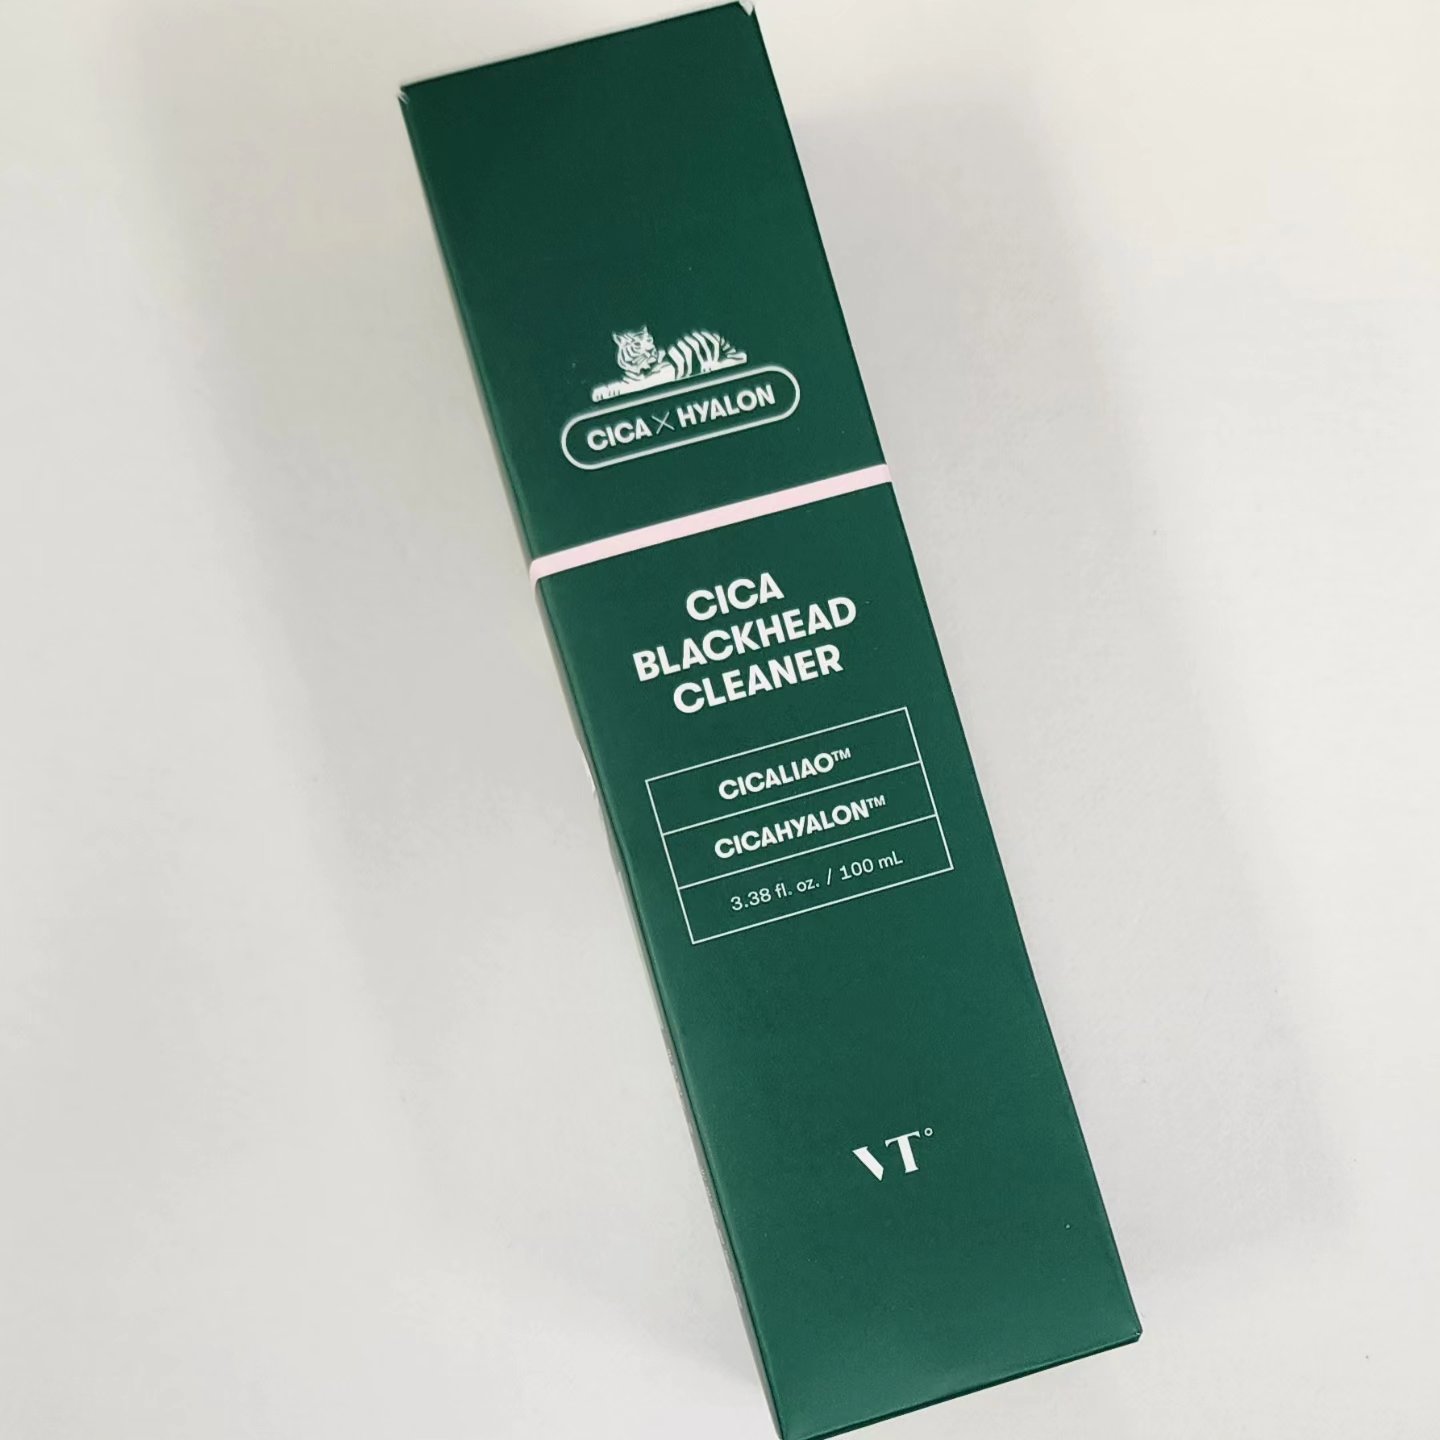 CICA X HYALON
CICA
BLACKHEAD
CLEANER
CICALIAO™
CICAHYALON™
3.38 fl. oz. / 100 mL
VT°